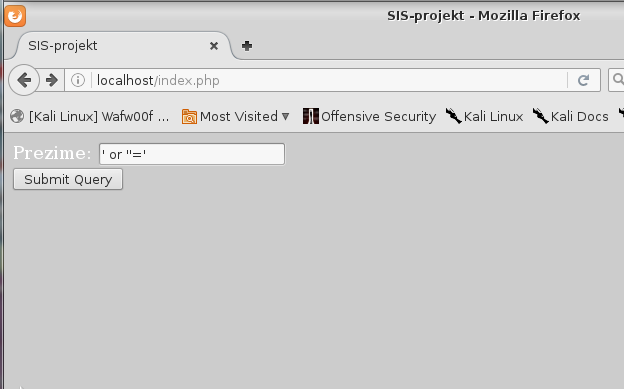 SIS-projekt - Mozilla Firefox
SIS-projekt
localhost/index.php
[Kali Linux] Wafw00f ... Most Visited Offensive Security Kali Linux Kali Docs
Prezime: ' or ''='
Submit Query